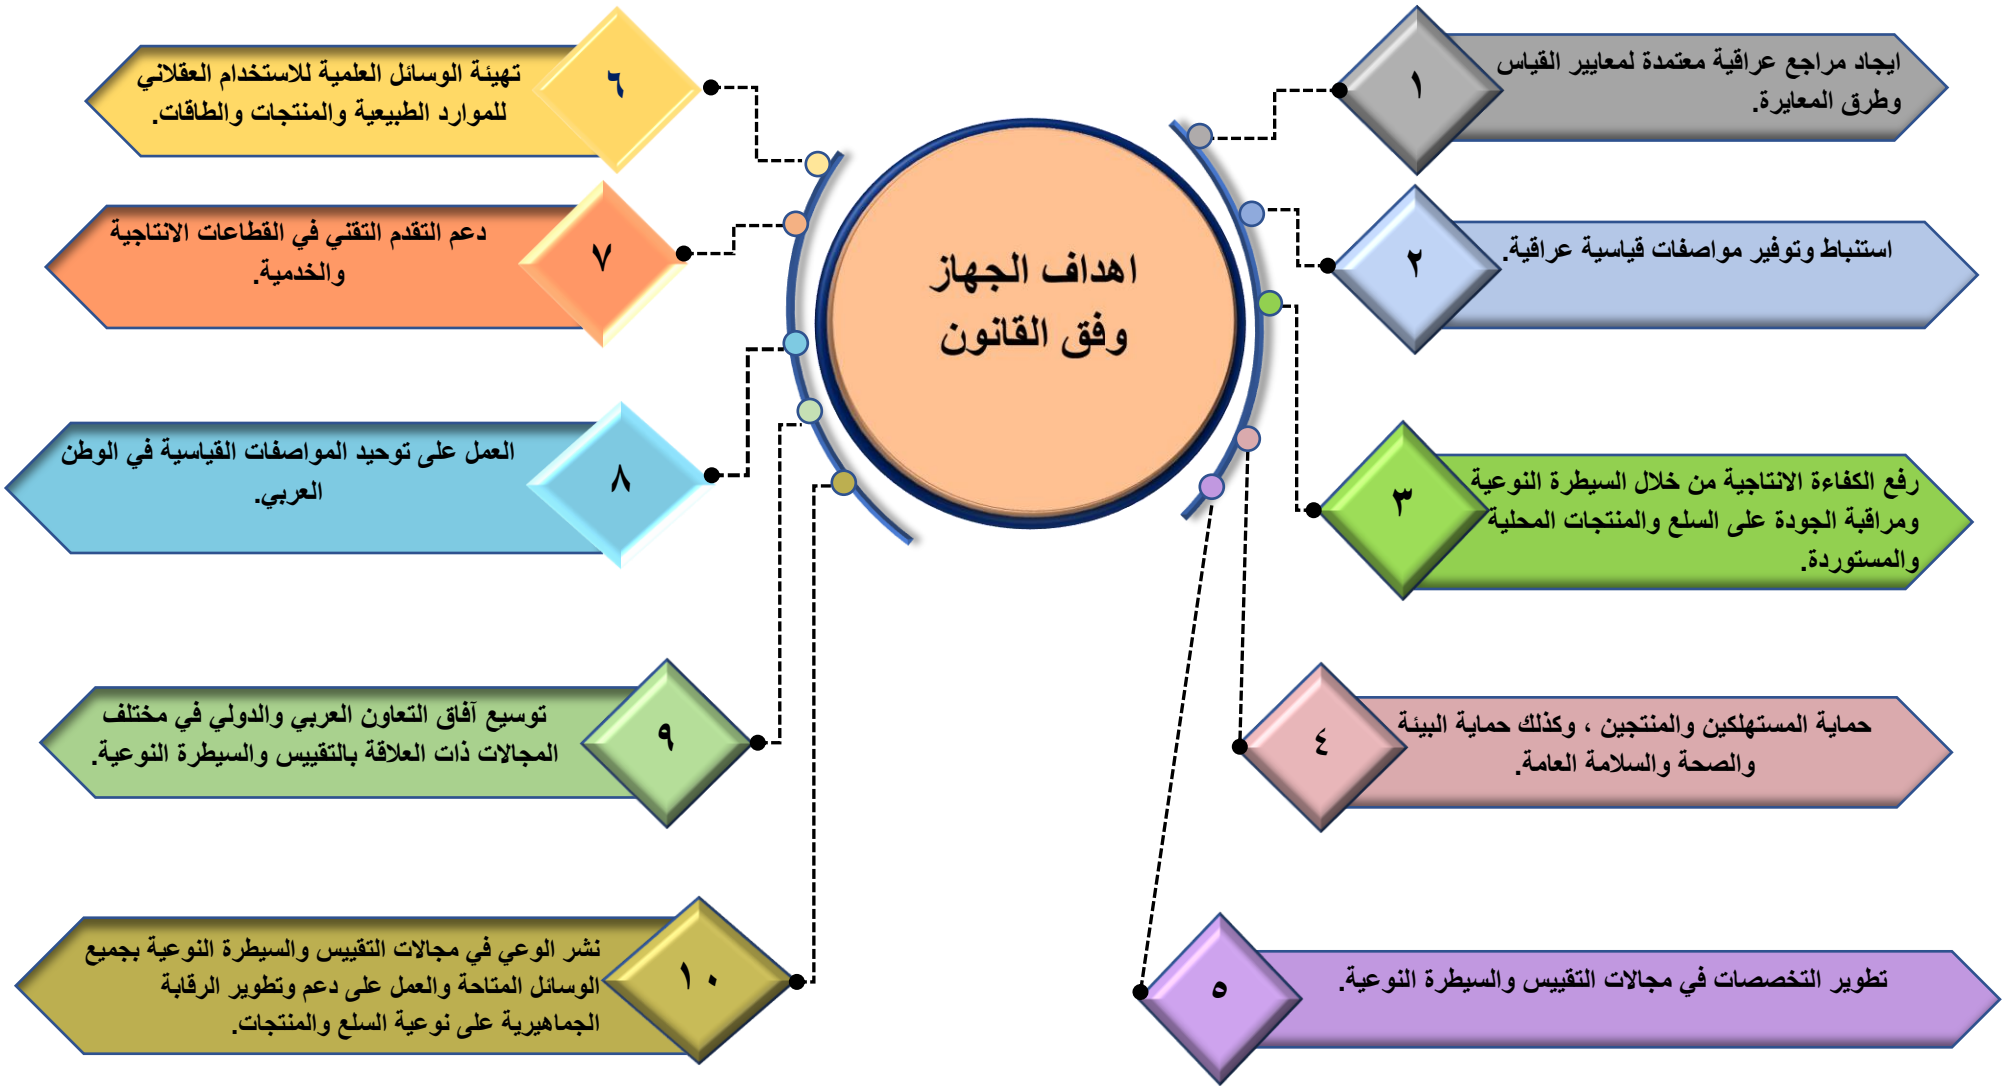 اهداف الجهاز
وفق القانون
١
ايجاد مراجع عراقية معتمدة لمعايير القياس
وطرق المعايرة.
٢
استنباط وتوفير مواصفات قياسية عراقية.
٣
رفع الكفاءة الانتاجية من خلال السيطرة النوعية
ومراقبة الجودة على السلع والمنتجات المحلية
والمستوردة.
٤
حماية المستهلكين والمنتجين ، وكذلك حماية البيئة
والصحة والسلامة العامة.
٥
تطوير التخصصات في مجالات التقييس والسيطرة النوعية.
٦
تهيئة الوسائل العلمية للاستخدام العقلاني
للموارد الطبيعية والمنتجات والطاقات.
٧
دعم التقدم التقني في القطاعات الانتاجية
والخدمية.
٨
العمل على توحيد المواصفات القياسية في الوطن
العربي.
٩
توسيع آفاق التعاون العربي والدولي في مختلف
المجالات ذات العلاقة بالتقييس والسيطرة النوعية.
١٠
نشر الوعي في مجالات التقييس والسيطرة النوعية بجميع
الوسائل المتاحة والعمل على دعم وتطوير الرقابة
الجماهيرية على نوعية السلع والمنتجات.